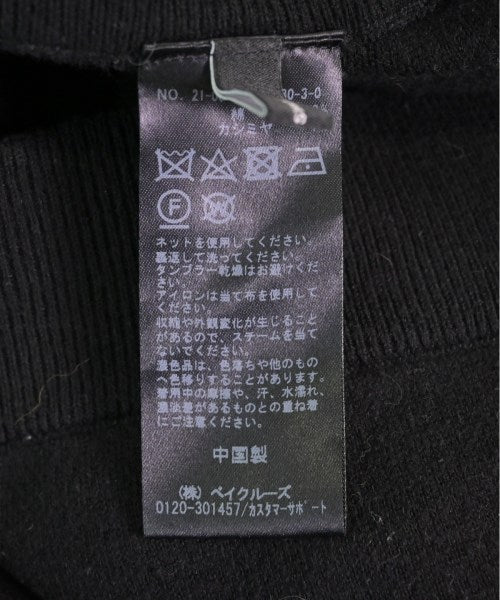 NO. 21-0 30-3-0
綿
カシミヤ
F W
ネットを使用してください。
裏返して洗ってください。
タンブラー乾燥はお避けくだ
さい。
アイロンは当て布を使用して
ください。
収縮や外観変化が生じること
があるので、スチームを当て
ないでください。
濃色品は、色落ちや他のもの
へ色移りすることがあります。
着用中の摩擦や、汗、水濡れ、
濃淡差があるものとの重ね着
にご注意ください。
中国製
(株) ベイクルーズ
0120-301457/カスタマーサポート